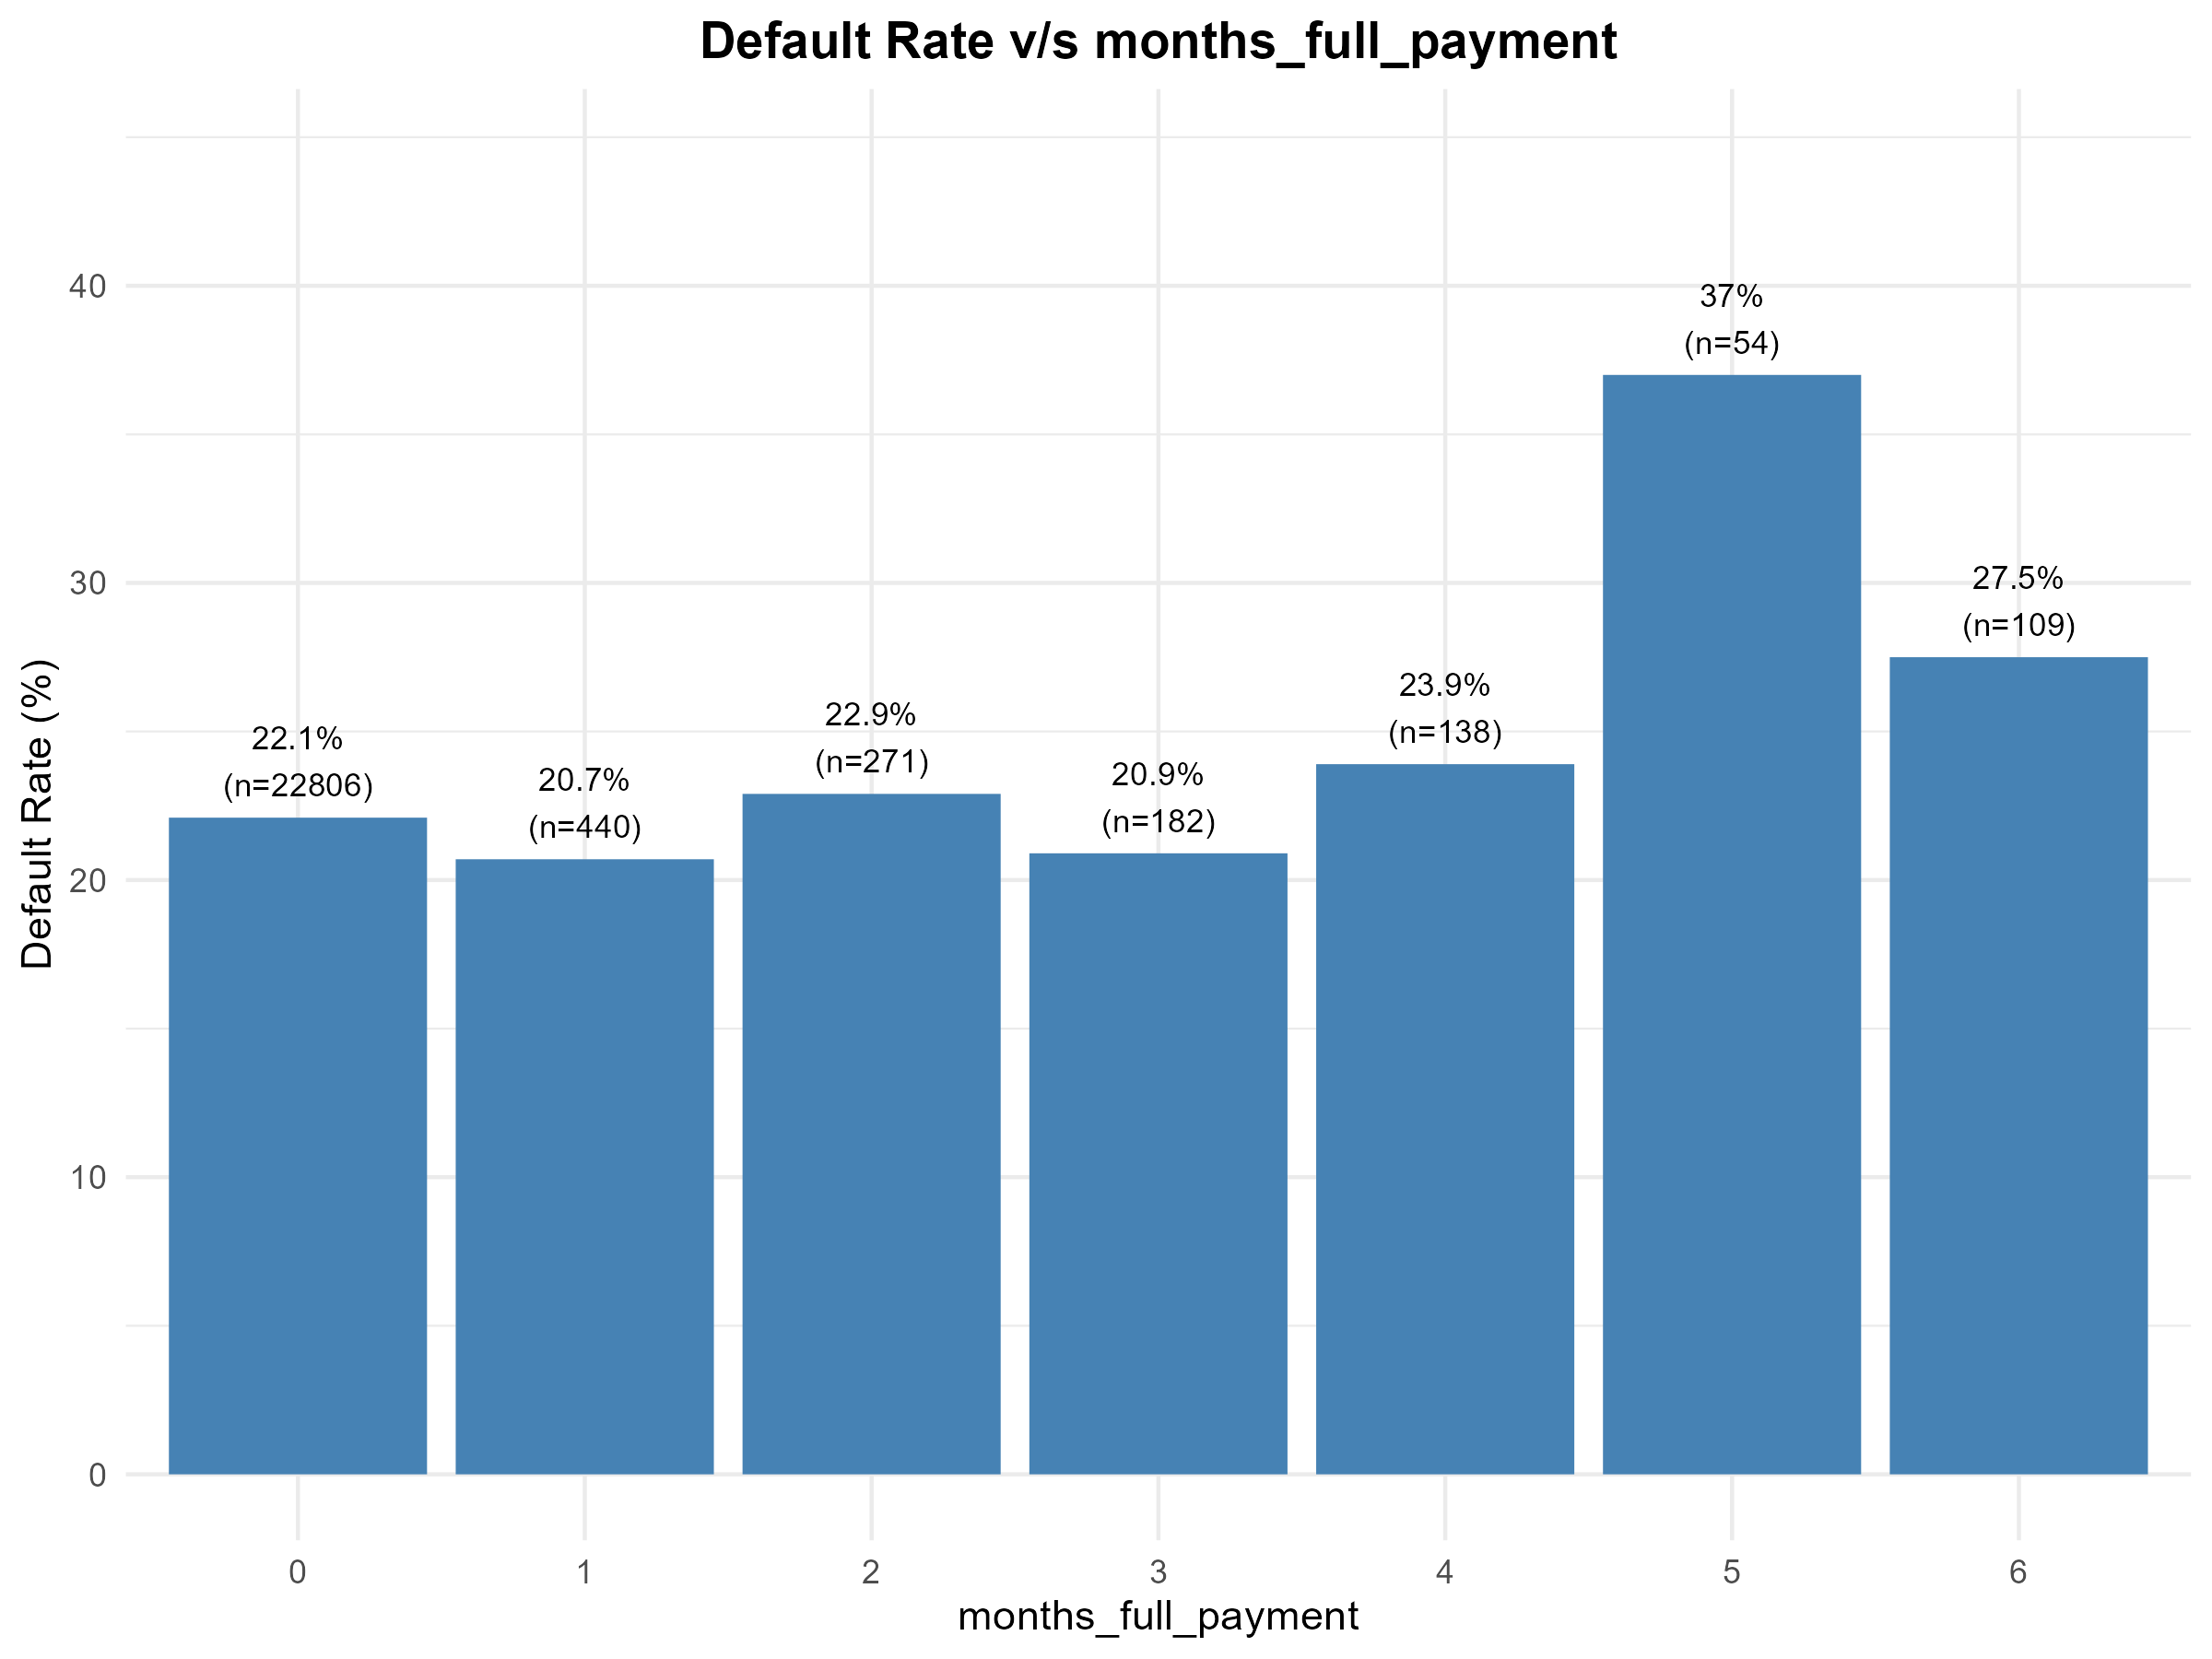 Default Rate v/s months_full_payment
Default Rate (%)
40
30
20
10
0
22.1%
(n=22806)
20.7%
(n=440)
22.9%
(n=271)
20.9%
(n=182)
23.9%
(n=138)
37%
(n=54)
27.5%
(n=109)
0 1 2 3 4 5 6
months_full_payment